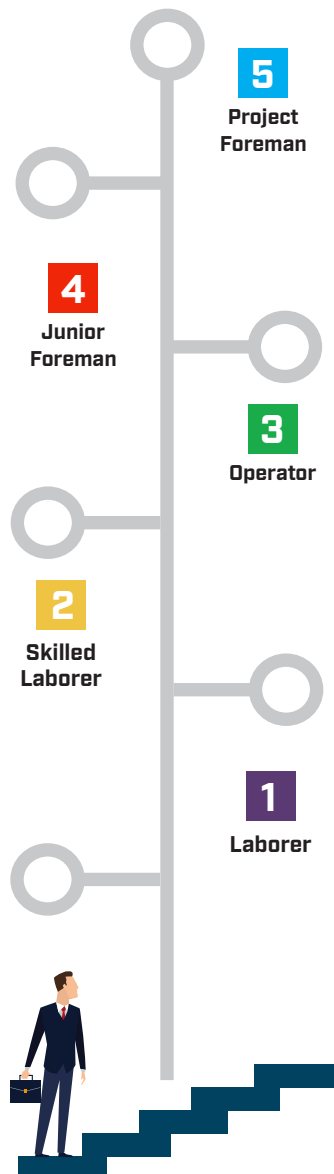 5
Project
Foreman
4
Junior
Foreman
3
Operator
2
Skilled
Laborer
1
Laborer